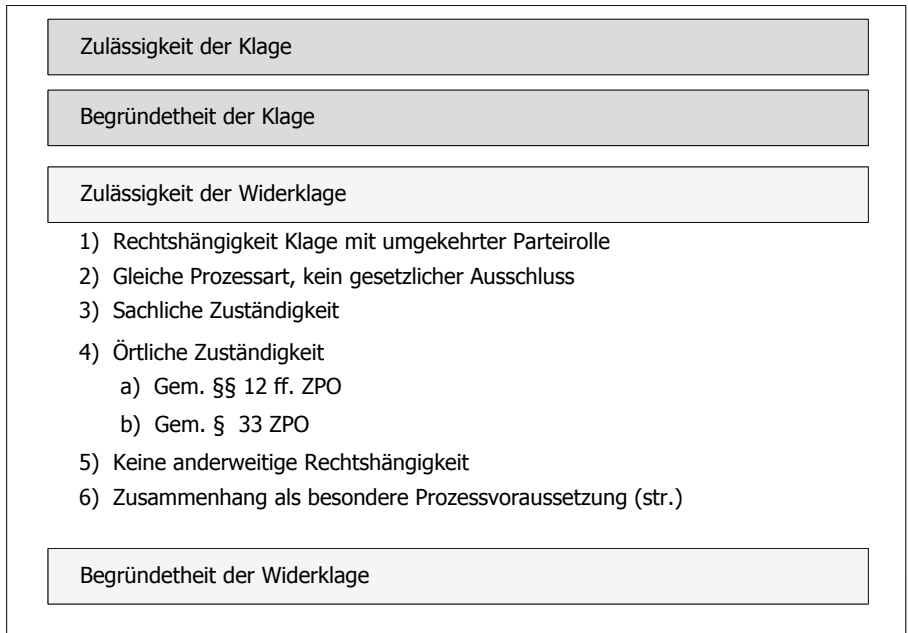 Zulässigkeit der Klage
Begründetheit der Klage
Zulässigkeit der Widerklage
1) Rechtshängigkeit Klage mit umgekehrter Parteirolle
2) Gleiche Prozessart, kein gesetzlicher Ausschluss
3) Sachliche Zuständigkeit
4) Örtliche Zuständigkeit
a) Gem. §§ 12 ff. ZPO
b) Gem. § 33 ZPO
5) Keine anderweitige Rechtshängigkeit
6) Zusammenhang als besondere Prozessvoraussetzung (str.)
Begründetheit der Widerklage